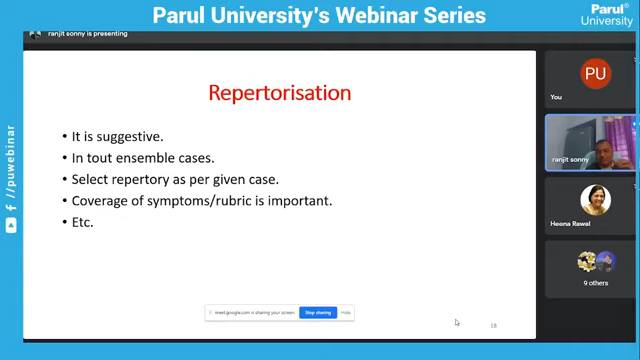 Parul University's Webinar Series
Parul®
University
ranjit sonny is presenting
Repertorisation
• It is suggestive.
• In tout ensemble cases.
• Select repertory as per given case.
• Coverage of symptoms/rubric is important.
• Etc.
meet.google.com is sharing your screen.
Stop sharing
Hide
18
PU
You
ranjit sonny
Heena Rawal
9 others
//puwebinar